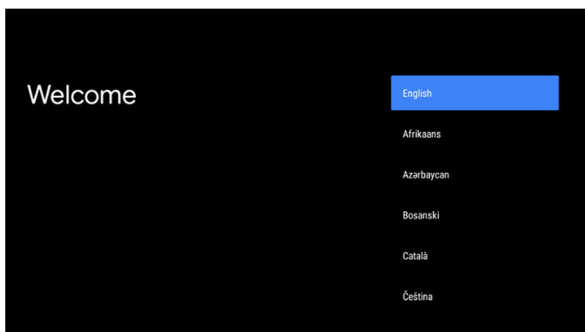 Welcome
English
Afrikaans
Azərbaycan
Bosanski
Català
Čeština